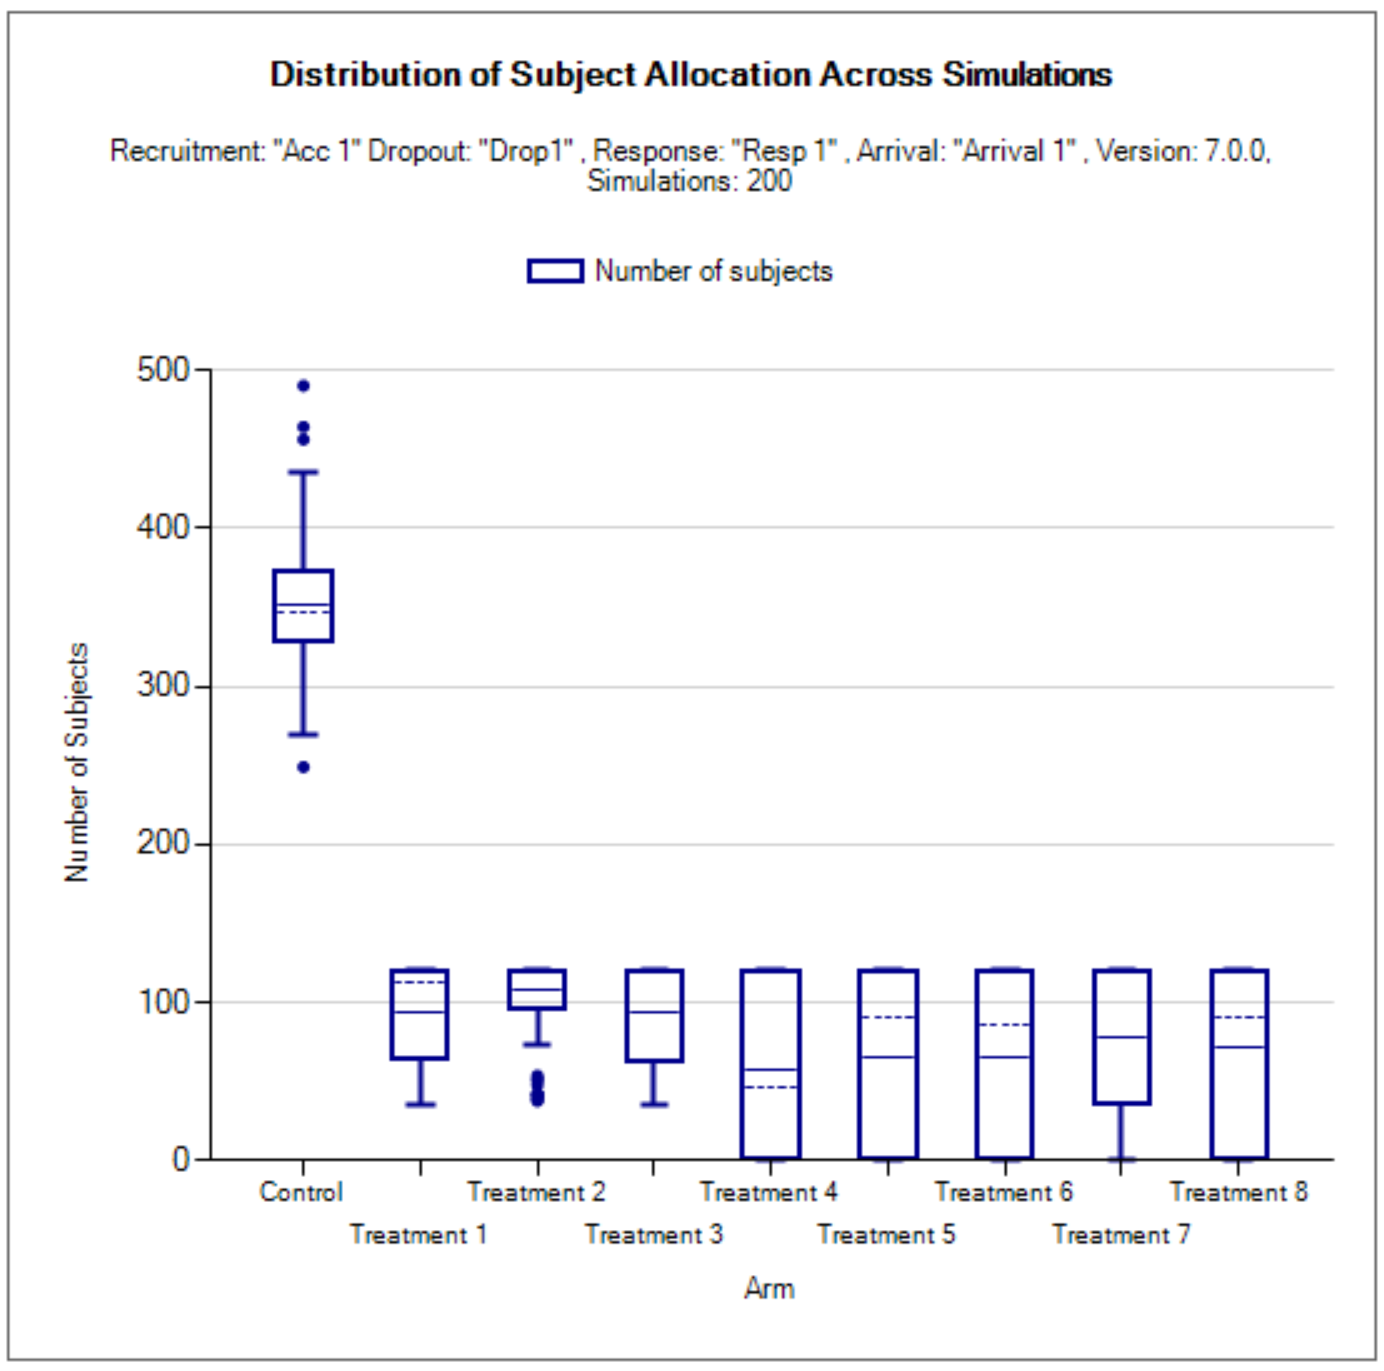 Distribution of Subject Allocation Across Simulations
Recruitment: "Acc 1" Dropout: "Drop1" , Response: "Resp 1" , Arrival: "Arrival 1" , Version: 7.0.0,
Simulations: 200
Number of subjects
500
400
300
200
100
0
Number of Subjects
Control
Treatment 1
Treatment 2
Treatment 3
Treatment 4
Treatment 5
Treatment 6
Treatment 7
Treatment 8
Arm